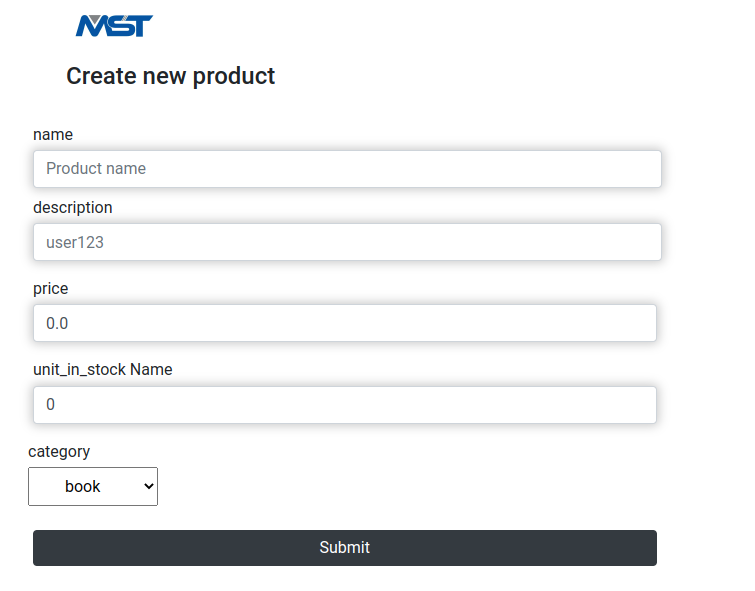 MST
Create new product
name
Product name
description
user123
price
0.0
unit_in_stock Name
0
category
book
Submit